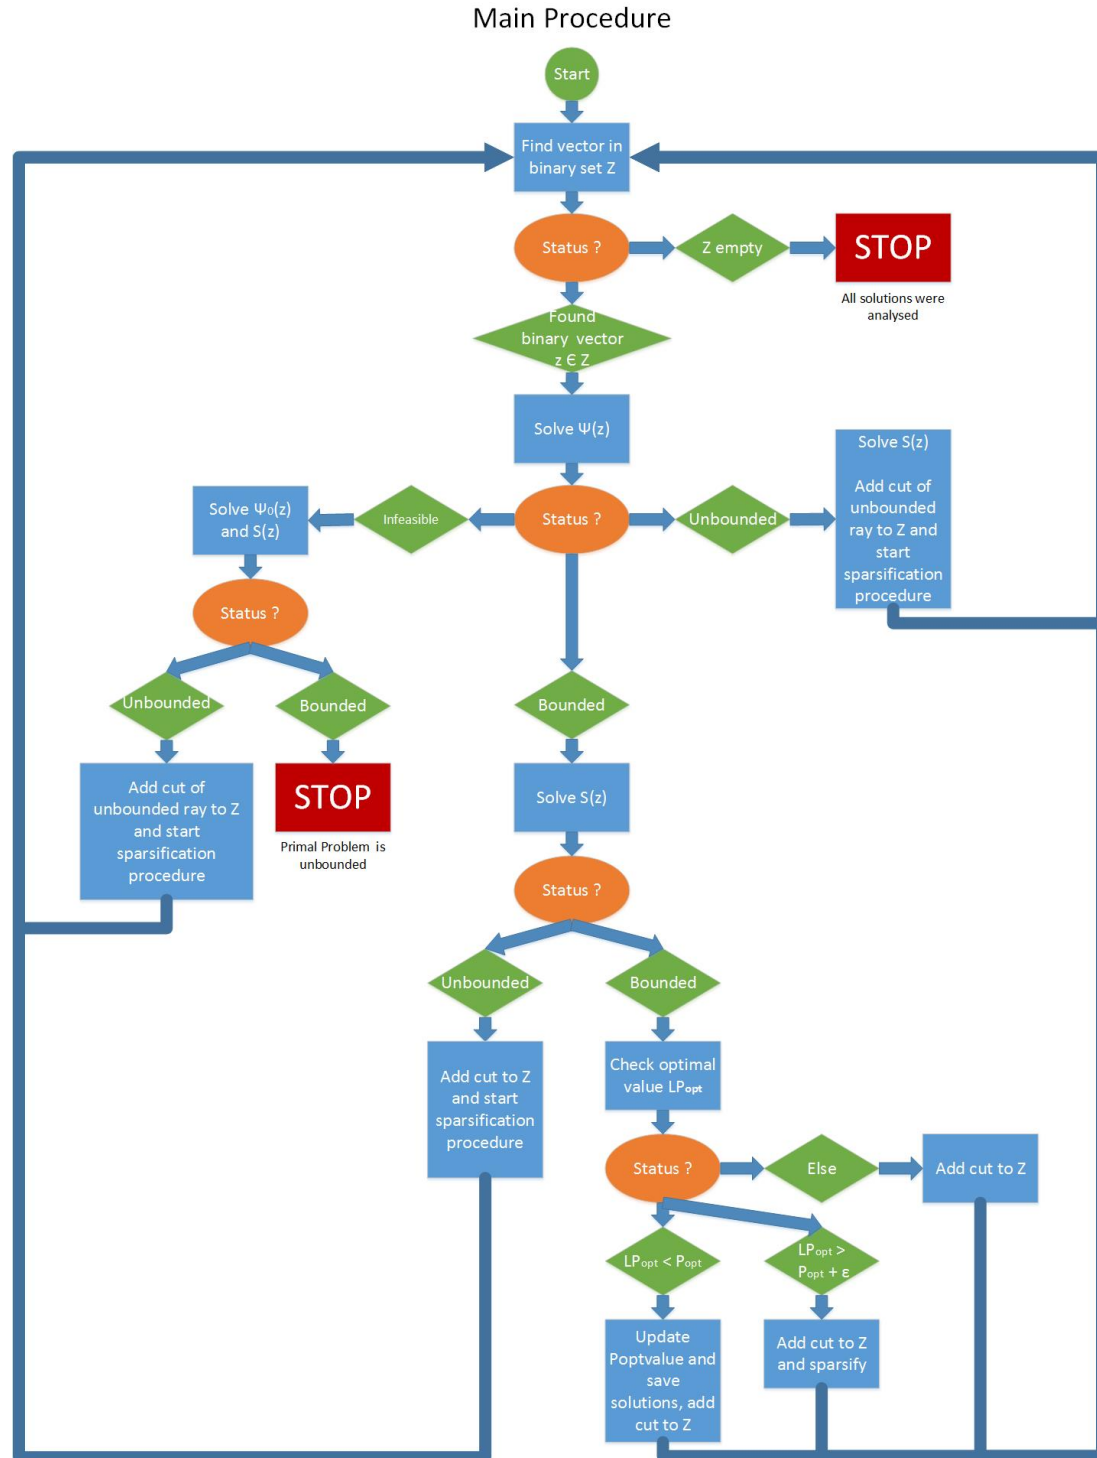 Main Procedure
Start
Find vector in
binary set Z
Status ?
Z empty
STOP
All solutions were
analysed
Found
binary vector
z Є Z
Solve Ψ(z)
Solve Ψ₀(z)
and S(z)
Infeasible
Status ?
Unbounded
Solve S(z)
Add cut of
unbounded
ray to Z and
start
sparsification
procedure
Status ?
Unbounded
Bounded
Bounded
Add cut of
unbounded ray to Z
and start
sparsification
procedure
STOP
Primal Problem is
unbounded
Solve S(z)
Status ?
Unbounded
Bounded
Add cut to Z
and start
sparsification
procedure
Check optimal
value LPopt
Status ?
Else
Add cut to Z
LPopt < Popt
LPopt >
Popt + ε
Update
Poptvalue and
save
solutions, add
cut to Z
Add cut to Z
and sparsify